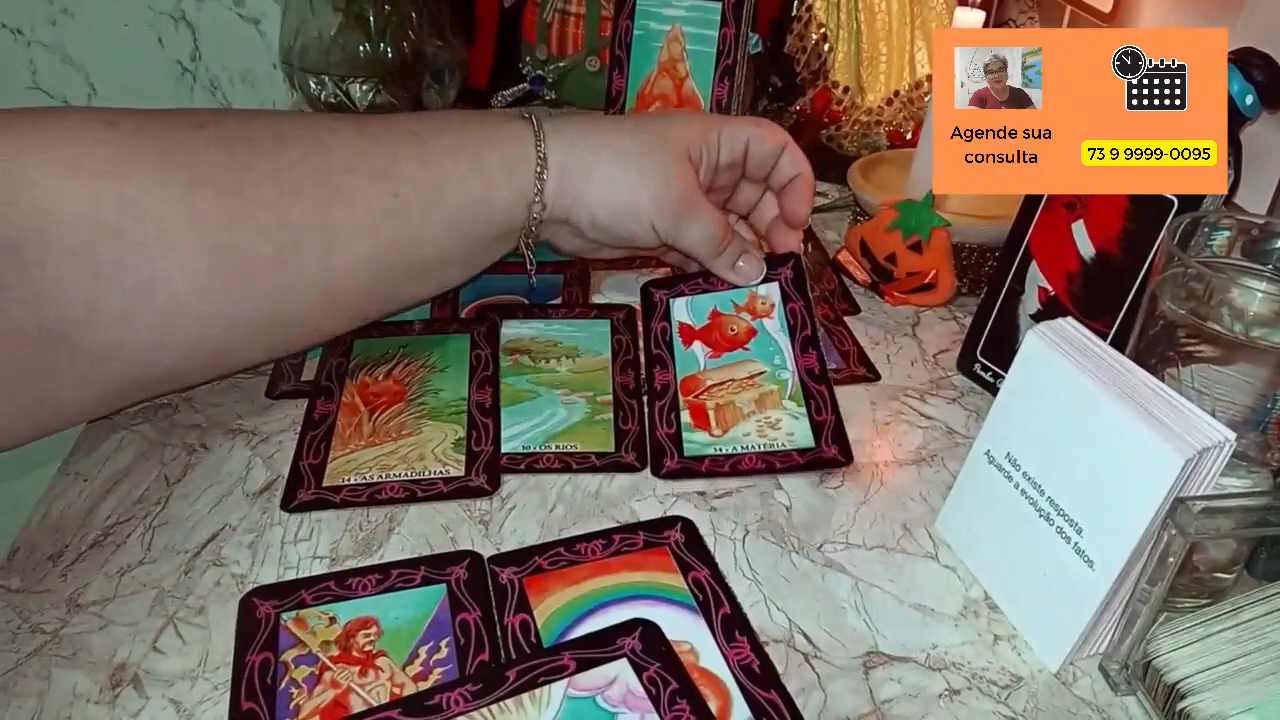 Agende sua
consulta
73 9 9999-0095
14 - AS ARMADILHAS
30 - OS RIOS
34 - A MATÉRIA
Não existe resposta.
Aguarde a evolução dos fatos.